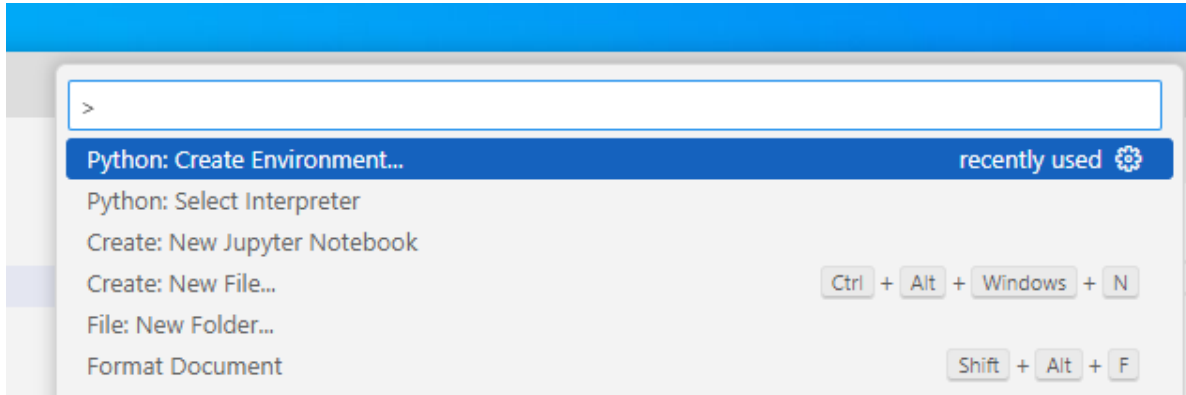 >
Python: Create Environment... recently used
Python: Select Interpreter
Create: New Jupyter Notebook
Create: New File... Ctrl + Alt + Windows + N
File: New Folder...
Format Document Shift + Alt + F